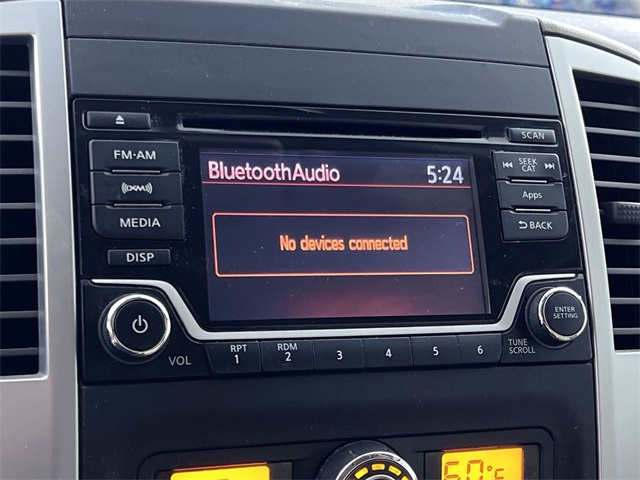 SCAN
FM·AM
BluetoothAudio 5:24
SEEK
CAT
((XM))
Apps
MEDIA
No devices connected
BACK
DISP
ENTER
SETTING
VOL
RPT
1
RDM
2
3
4
5
6
TUNE
SCROLL
60°F